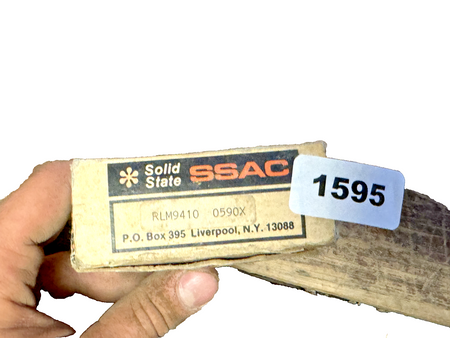 * Solid State SSAC
RLM9410 0590X
P.O. Box 395 Liverpool, N.Y. 13088
1595